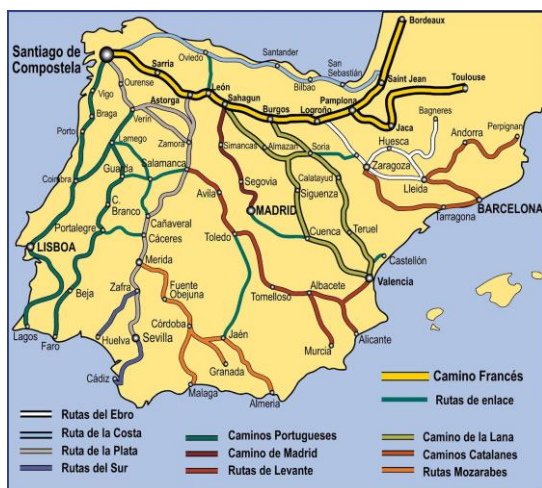 Bordeaux
Santiago de
Compostela
Oviedo
Santander
San
Sebastián
Bilbao
Saint Jean
Toulouse
Sarria
León
Astorga
Sahagun
Burgos
Logroño
Pamplona
Jaca
Bagneres
Perpignan
Ourense
Vigo
Braga
Verin
Porto
Lamego
Zamora
Simancas
Almazan
Soria
Huesca
Zaragoza
Andorra
Lleida
BARCELONA
Tarragona
Coimbra
Guarda
Salamanca
Avila
Segovia
MADRID
Calatayud
Siguenza
C.
Branco
Portalegre
Cañaveral
Cáceres
Toledo
Cuenca
Teruel
Castellón
Valencia
LISBOA
Merida
Beja
Zafra
Fuente
Obejuna
Tomelloso
Albacete
Córdoba
Jaén
Lagos
Faro
Huelva
Sevilla
Granada
Murcia
Alicante
Cádiz
Malaga
Almeria
Camino Francés
Rutas de enlace
Rutas del Ebro
Ruta de la Costa
Ruta de la Plata
Rutas del Sur
Caminos Portugueses
Camino de Madrid
Rutas de Levante
Camino de la Lana
Caminos Catalanes
Rutas Mozarabes